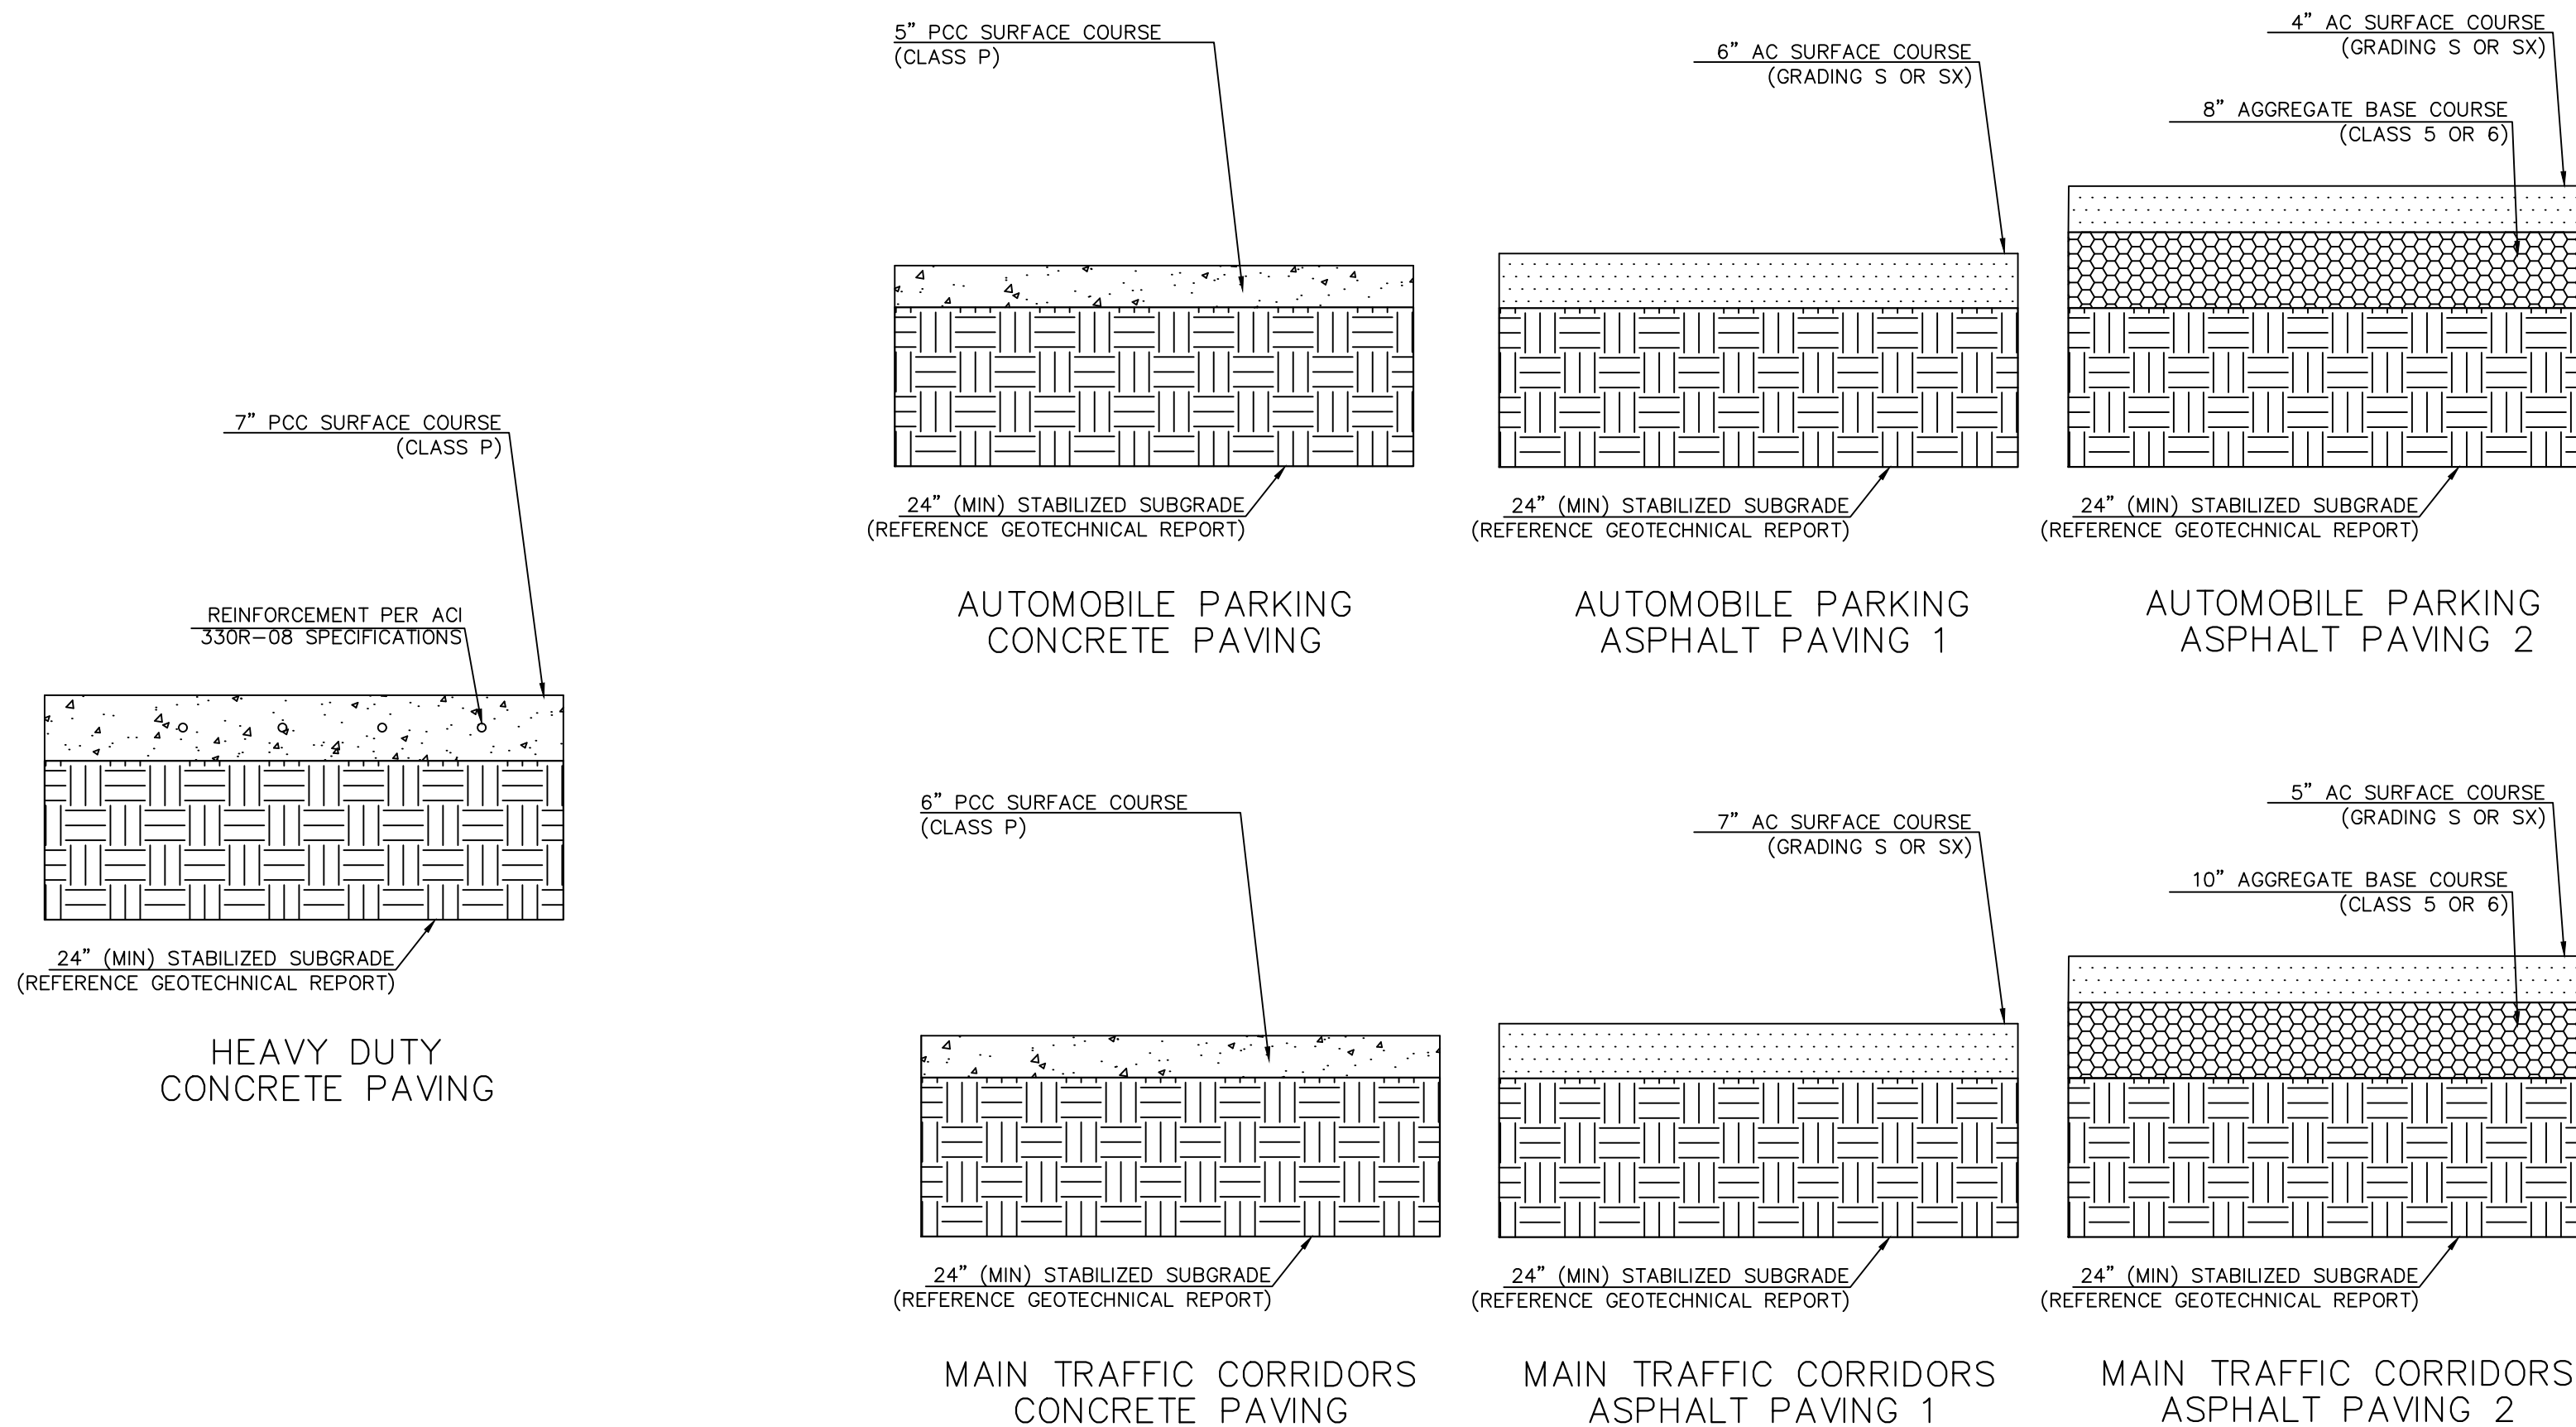 5” PCC SURFACE COURSE
(CLASS P)
24” (MIN) STABILIZED SUBGRADE
(REFERENCE GEOTECHNICAL REPORT)
AUTOMOBILE PARKING
CONCRETE PAVING
6” AC SURFACE COURSE
(GRADING S OR SX)
24” (MIN) STABILIZED SUBGRADE
(REFERENCE GEOTECHNICAL REPORT)
AUTOMOBILE PARKING
ASPHALT PAVING 1
4” AC SURFACE COURSE
(GRADING S OR SX)
8” AGGREGATE BASE COURSE
(CLASS 5 OR 6)
24” (MIN) STABILIZED SUBGRADE
(REFERENCE GEOTECHNICAL REPORT)
AUTOMOBILE PARKING
ASPHALT PAVING 2
7” PCC SURFACE COURSE
(CLASS P)
REINFORCEMENT PER ACI
330R-08 SPECIFICATIONS
24” (MIN) STABILIZED SUBGRADE
(REFERENCE GEOTECHNICAL REPORT)
HEAVY DUTY
CONCRETE PAVING
6” PCC SURFACE COURSE
(CLASS P)
24” (MIN) STABILIZED SUBGRADE
(REFERENCE GEOTECHNICAL REPORT)
MAIN TRAFFIC CORRIDORS
CONCRETE PAVING
7” AC SURFACE COURSE
(GRADING S OR SX)
24” (MIN) STABILIZED SUBGRADE
(REFERENCE GEOTECHNICAL REPORT)
MAIN TRAFFIC CORRIDORS
ASPHALT PAVING 1
5” AC SURFACE COURSE
(GRADING S OR SX)
10” AGGREGATE BASE COURSE
(CLASS 5 OR 6)
24” (MIN) STABILIZED SUBGRADE
(REFERENCE GEOTECHNICAL REPORT)
MAIN TRAFFIC CORRIDORS
ASPHALT PAVING 2